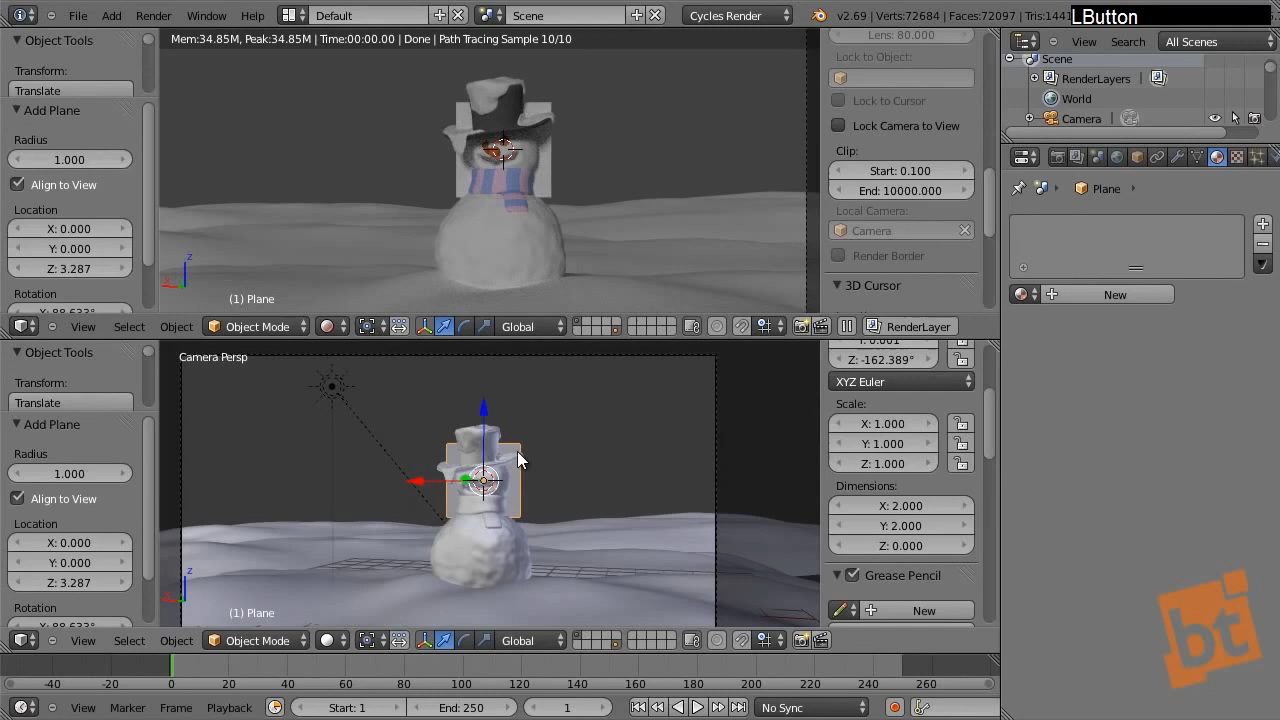 File Add Render Window Help Default Scene Cycles Render v2.69 | Verts:72684 | Faces:72097 | Tris:1441
LButton
Object Tools
Transform:
Translate
Add Plane
Radius
1.000
Align to View
Location
X: 0.000
Y: 0.000
Z: 3.287
Rotation
X: 88.633°
Mem:34.85M, Peak:34.85M | Time:00:00.00 | Done | Path Tracing Sample 10/10
z
(1) Plane
Lens: 80.000
Lock to Object:
Lock to Cursor
Lock Camera to View
Clip:
Start: 0.100
End: 10000.000
Local Camera:
Camera
Render Border
3D Cursor
View Select Object Object Mode Global RenderLayer
Object Tools
Transform:
Translate
Add Plane
Radius
1.000
Align to View
Location
X: 0.000
Y: 0.000
Z: 3.287
Rotation
X: 88.633°
Camera Persp
z
(1) Plane
Y: 0.001
Z: -162.389°
XYZ Euler
Scale:
X: 1.000
Y: 1.000
Z: 1.000
Dimensions:
X: 2.000
Y: 2.000
Z: 0.000
Grease Pencil
New
View Select Object Object Mode Global
-40 -20 0 20 40 60 80 100 120 140 160 180 200 220 240 260
View Marker Frame Playback Start: 1 End: 250 1 No Sync
View Search All Scenes
Scene
RenderLayers
World
Camera
Plane
New
bt